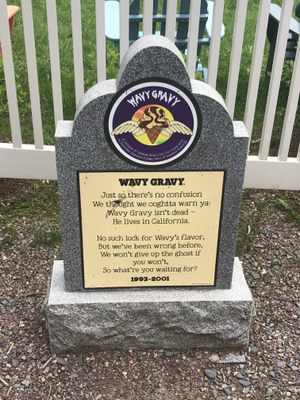 WAVY GRAVY
WAVY GRAVY
Just so there's no confusion
We thought we oughtta warn ya:
Wavy Gravy isn't dead –
He lives in California.
No such luck for Wavy's flavor,
But we've been wrong before,
We won't give up the ghost if
you won't,
So what're you waiting for?
1993-2001